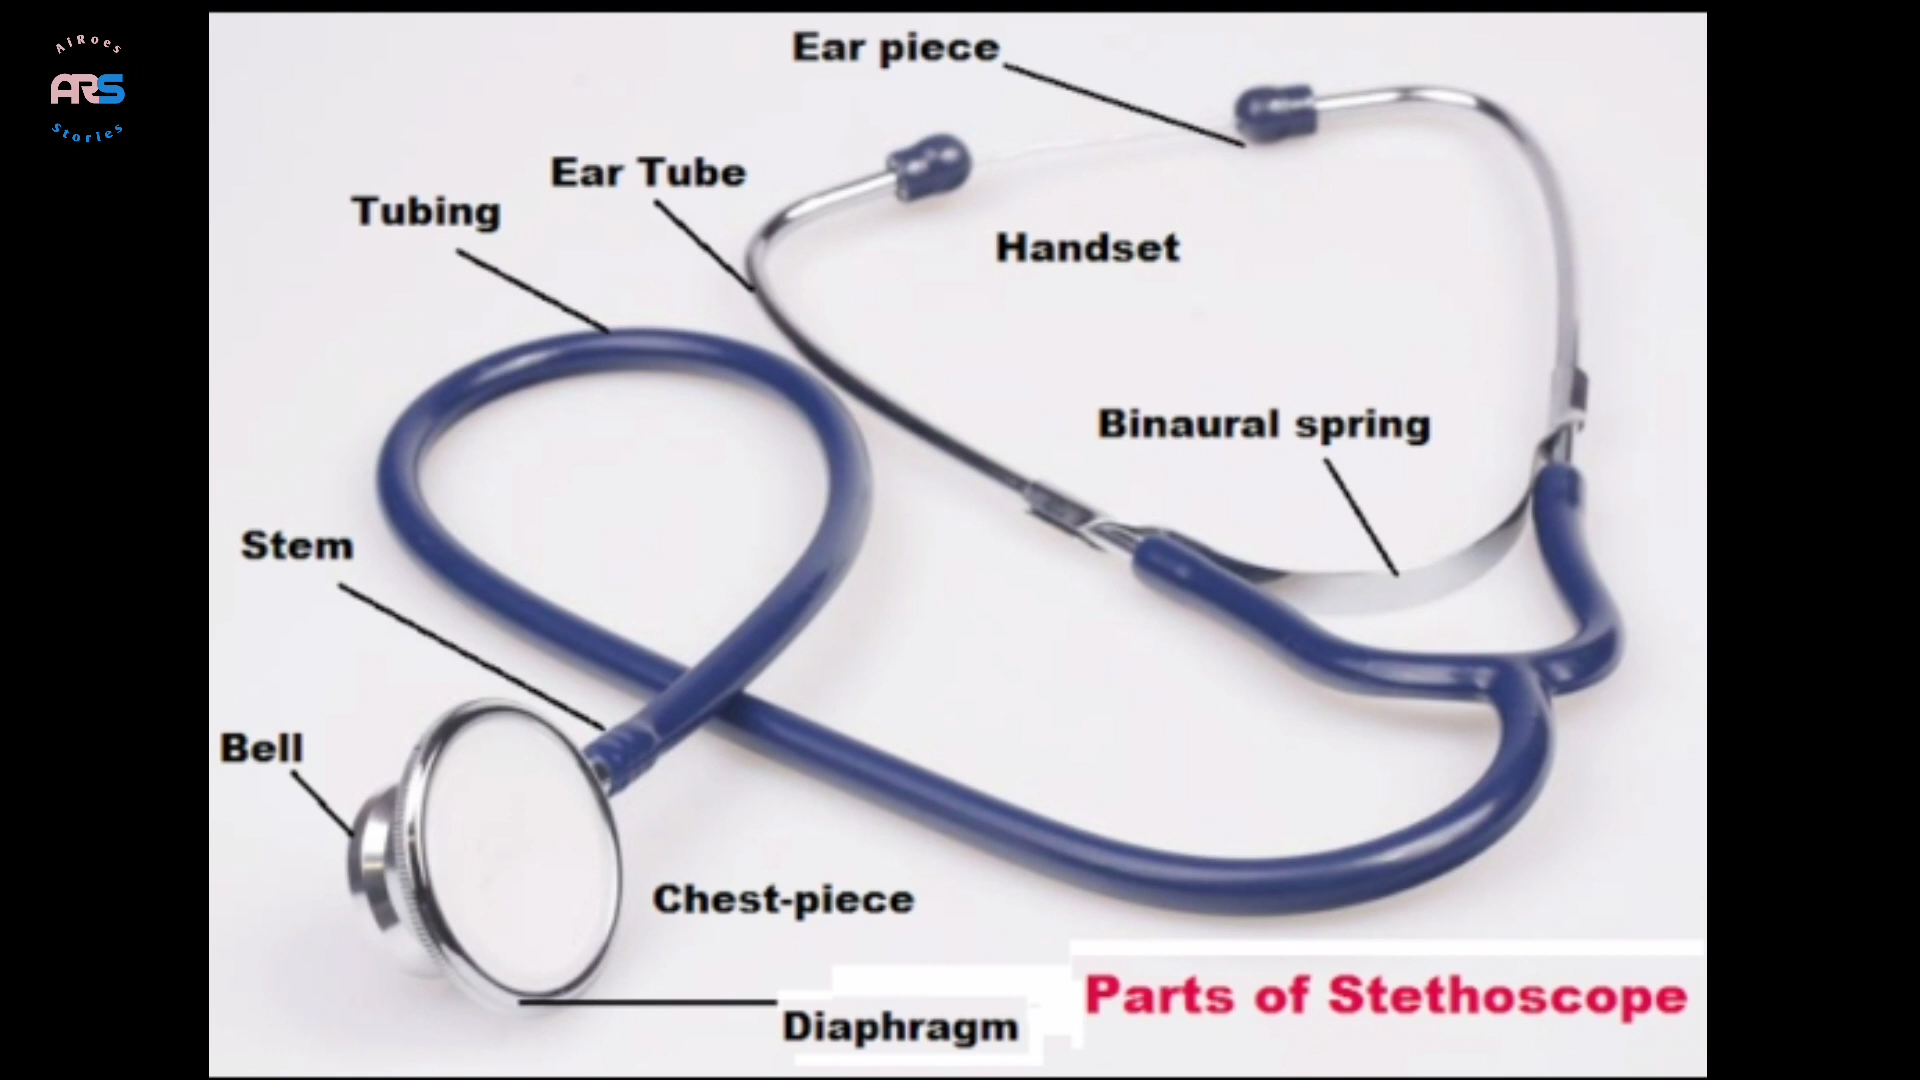 AiRoes
ARS
Stories
Ear piece
Ear Tube
Tubing
Handset
Binaural spring
Stem
Bell
Chest-piece
Parts of Stethoscope
Diaphragm